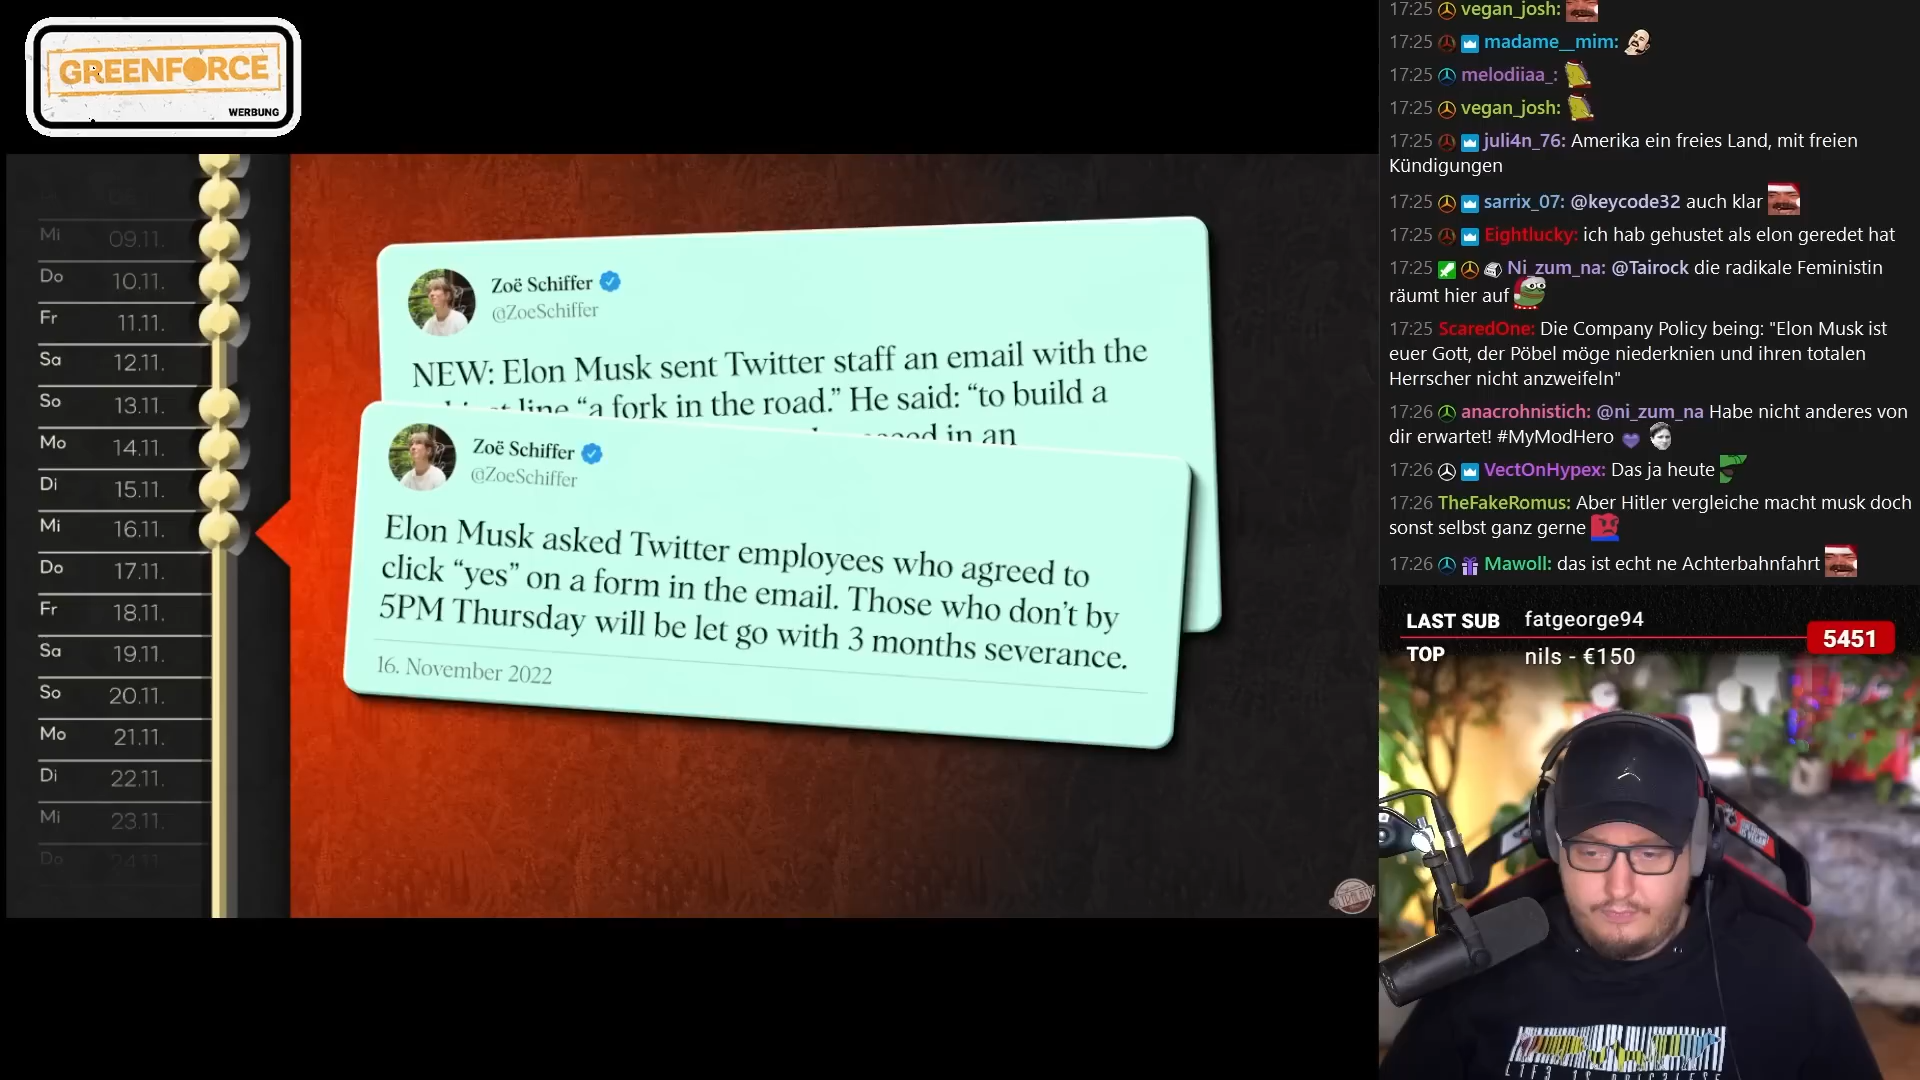 GREENFORCE
WERBUNG
Mi 09.11.
Do 10.11.
Fr 11.11.
Sa 12.11.
So 13.11.
Mo 14.11.
Di 15.11.
Mi 16.11.
Do 17.11.
Fr 18.11.
Sa 19.11.
So 20.11.
Mo 21.11.
Di 22.11.
Mi 23.11.
Do 24.11.
Zoë Schiffer
@ZoeSchiffer
NEW: Elon Musk sent Twitter staff an email with the
line “a fork in the road.” He said: “to build a
in an
Zoë Schiffer
@ZoeSchiffer
Elon Musk asked Twitter employees who agreed to
click “yes” on a form in the email. Those who don’t by
5PM Thursday will be let go with 3 months severance.
16. November 2022
17:25 vegan_josh:
17:25 madame__mim:
17:25 melodiiaa_:
17:25 vegan_josh:
17:25 juli4n_76: Amerika ein freies Land, mit freien
Kündigungen
17:25 sarrix_07: @keycode32 auch klar
17:25 Eightlucky: ich hab gehustet als elon geredet hat
17:25 Ni_zum_na: @Tairock die radikale Feministin
räumt hier auf
17:25 ScaredOne: Die Company Policy being: "Elon Musk ist
euer Gott, der Pöbel möge niederknien und ihren totalen
Herrscher nicht anzweifeln"
17:26 anacrohnistich: @ni_zum_na Habe nicht anderes von
dir erwartet! #MyModHero
17:26 VectOnHypex: Das ja heute
17:26 TheFakeRomus: Aber Hitler vergleiche macht musk doch
sonst selbst ganz gerne
17:26 Mawoll: das ist echt ne Achterbahnfahrt
LAST SUB fatgeorge94
5451
TOP nils - €150